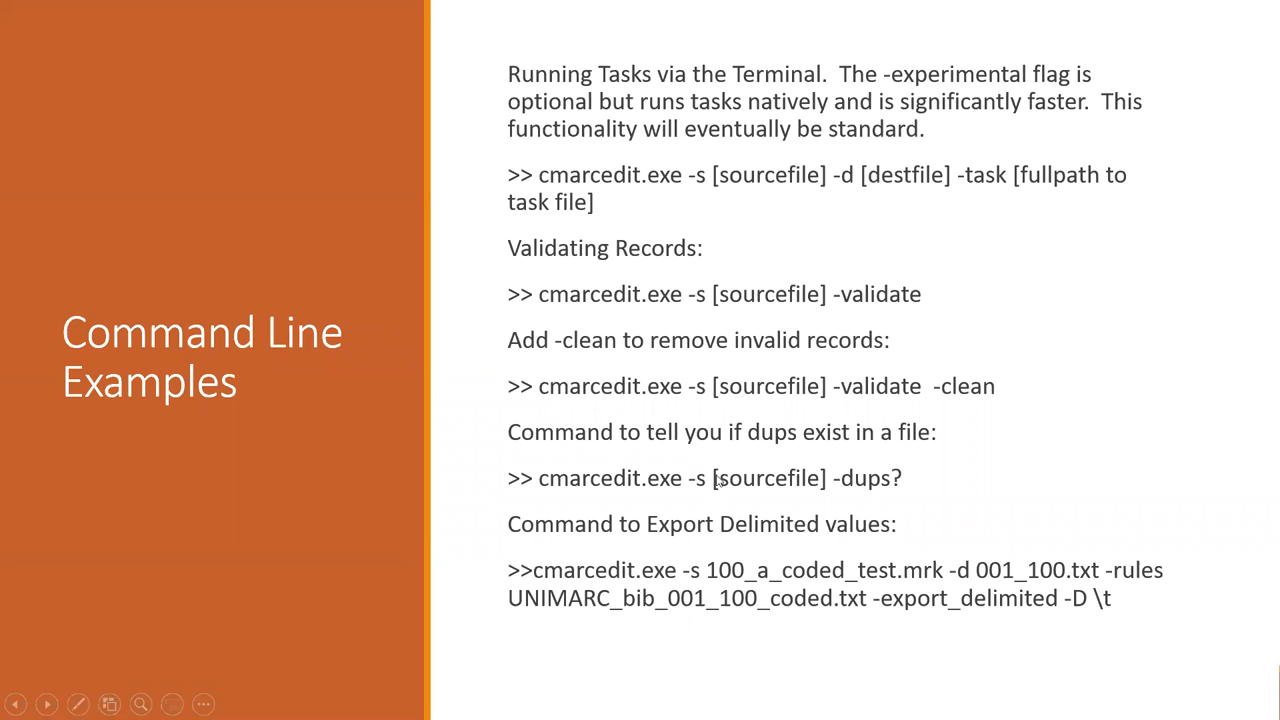 Command Line
Examples
Running Tasks via the Terminal.  The -experimental flag is
optional but runs tasks natively and is significantly faster.  This
functionality will eventually be standard.
>> cmarcedit.exe -s [sourcefile] -d [destfile] -task [fullpath to
task file]
Validating Records:
>> cmarcedit.exe -s [sourcefile] -validate
Add -clean to remove invalid records:
>> cmarcedit.exe -s [sourcefile] -validate  -clean
Command to tell you if dups exist in a file:
>> cmarcedit.exe -s [sourcefile] -dups?
Command to Export Delimited values:
>>cmarcedit.exe -s 100_a_coded_test.mrk -d 001_100.txt -rules
UNIMARC_bib_001_100_coded.txt -export_delimited -D \t